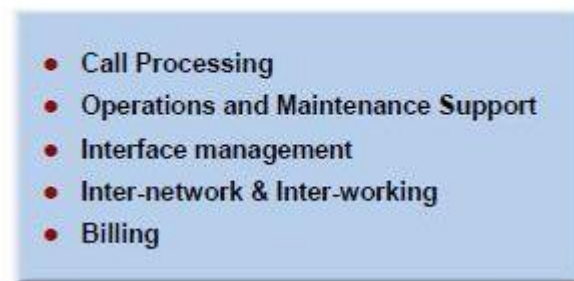 • Call Processing
• Operations and Maintenance Support
• Interface management
• Inter-network & Inter-working
• Billing